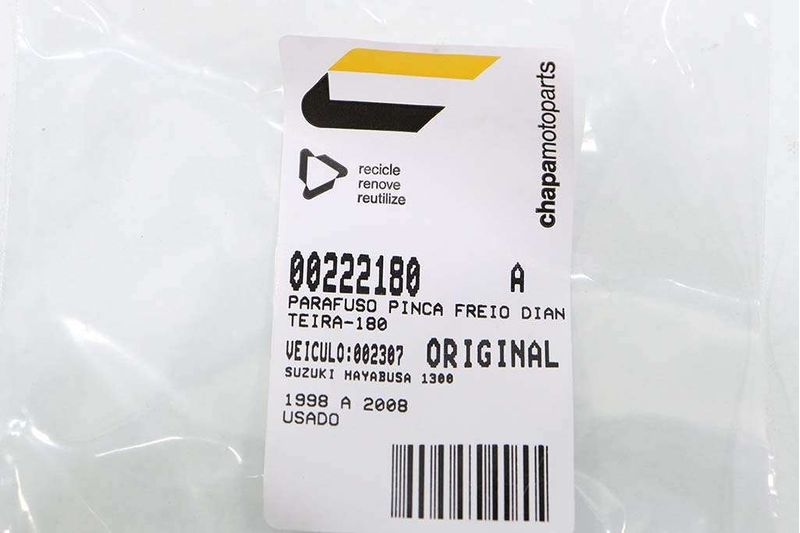 chapamotoparts
recicle
renove
reutilize
00222180 A
PARAFUSO PINCA FREIO DIAN
TEIRA-180
VEICULO:002307 ORIGINAL
SUZUKI HAYABUSA 1300
1998 A 2008
USADO